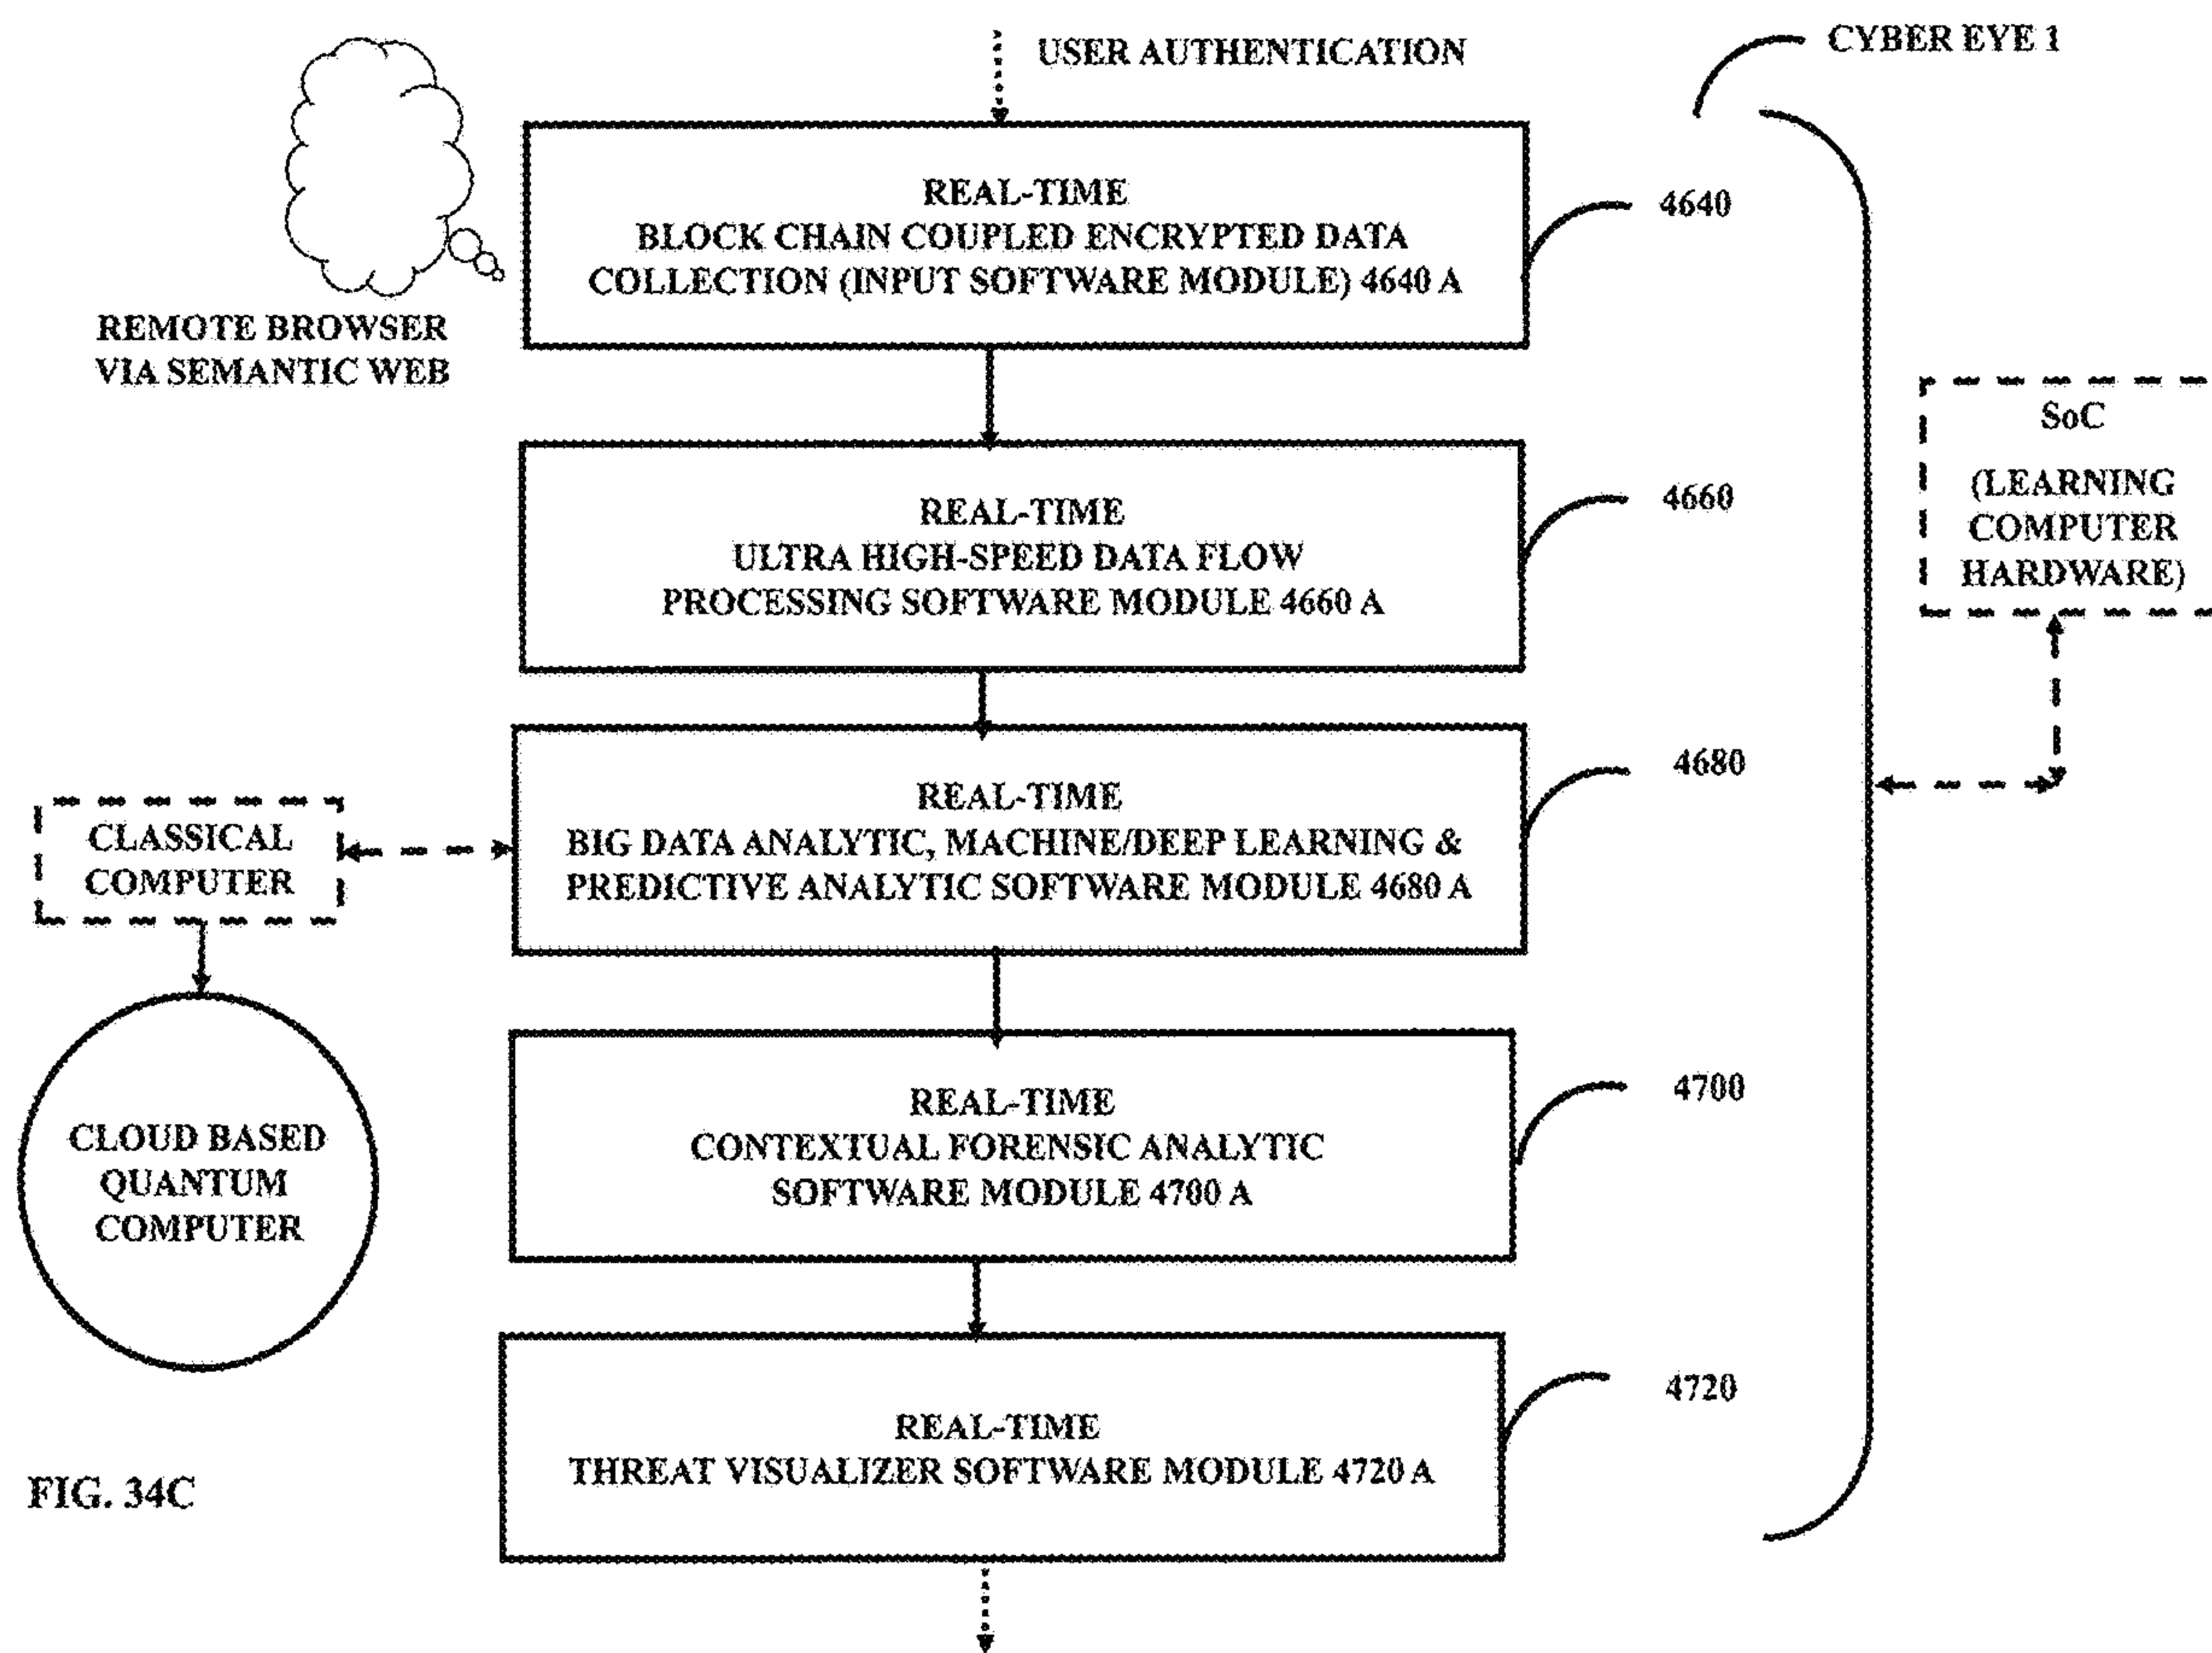 USER AUTHENTICATION
CYBER EYE 1
REAL-TIME
BLOCK CHAIN COUPLED ENCRYPTED DATA
COLLECTION (INPUT SOFTWARE MODULE) 4640 A
4640
REMOTE BROWSER
VIA SEMANTIC WEB
SoC
(LEARNING
COMPUTER
HARDWARE)
REAL-TIME
ULTRA HIGH-SPEED DATA FLOW
PROCESSING SOFTWARE MODULE 4660 A
4660
REAL-TIME
BIG DATA ANALYTIC, MACHINE/DEEP LEARNING &
PREDICTIVE ANALYTIC SOFTWARE MODULE 4680 A
4680
CLASSICAL
COMPUTER
CLOUD BASED
QUANTUM
COMPUTER
REAL-TIME
CONTEXTUAL FORENSIC ANALYTIC
SOFTWARE MODULE 4700 A
4700
REAL-TIME
THREAT VISUALIZER SOFTWARE MODULE 4720 A
4720
FIG. 34C